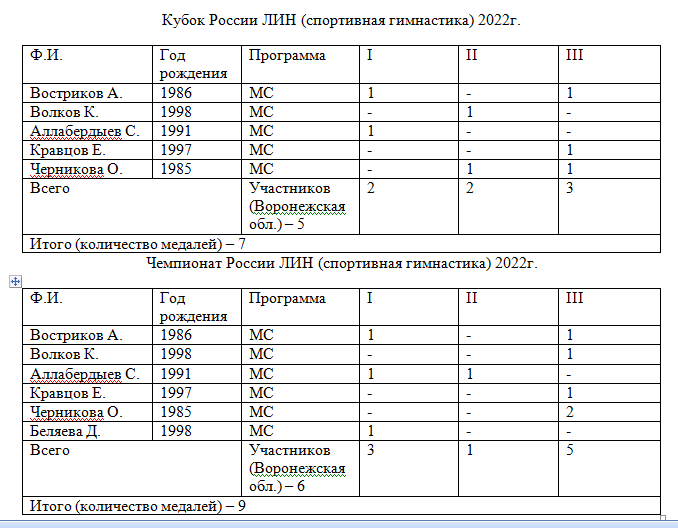 Кубок России ЛИН (спортивная гимнастика) 2022г.
Ф.И. Год рождения Программа I II III
Востриков А. 1986 МС 1 - 1
Волков К. 1998 МС - 1 -
Аллабердыев С. 1991 МС 1 - -
Кравцов Е. 1997 МС - - 1
Черникова О. 1985 МС - 1 1
Всего Участников (Воронежская обл.) – 5 2 2 3
Итого (количество медалей) – 7
Чемпионат России ЛИН (спортивная гимнастика) 2022г.
Ф.И. Год рождения Программа I II III
Востриков А. 1986 МС 1 - 1
Волков К. 1998 МС - - 1
Аллабердыев С. 1991 МС 1 1 -
Кравцов Е. 1997 МС - - 1
Черникова О. 1985 МС - - 2
Беляева Д. 1998 МС 1 - -
Всего Участников (Воронежская обл.) – 6 3 1 5
Итого (количество медалей) – 9